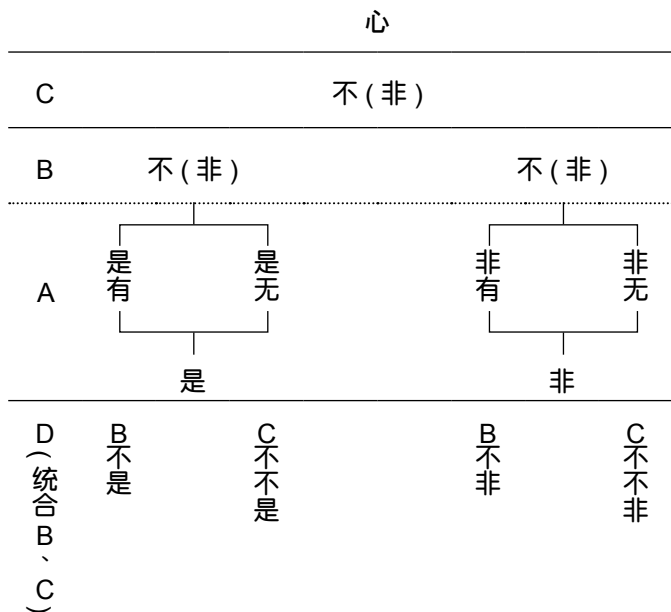 心
C 不(非)
B 不(非) 不(非)
A 是有 是无 非有 非无
是 非
D(统合B、C) B不是 C不不是 B不非 C不不非